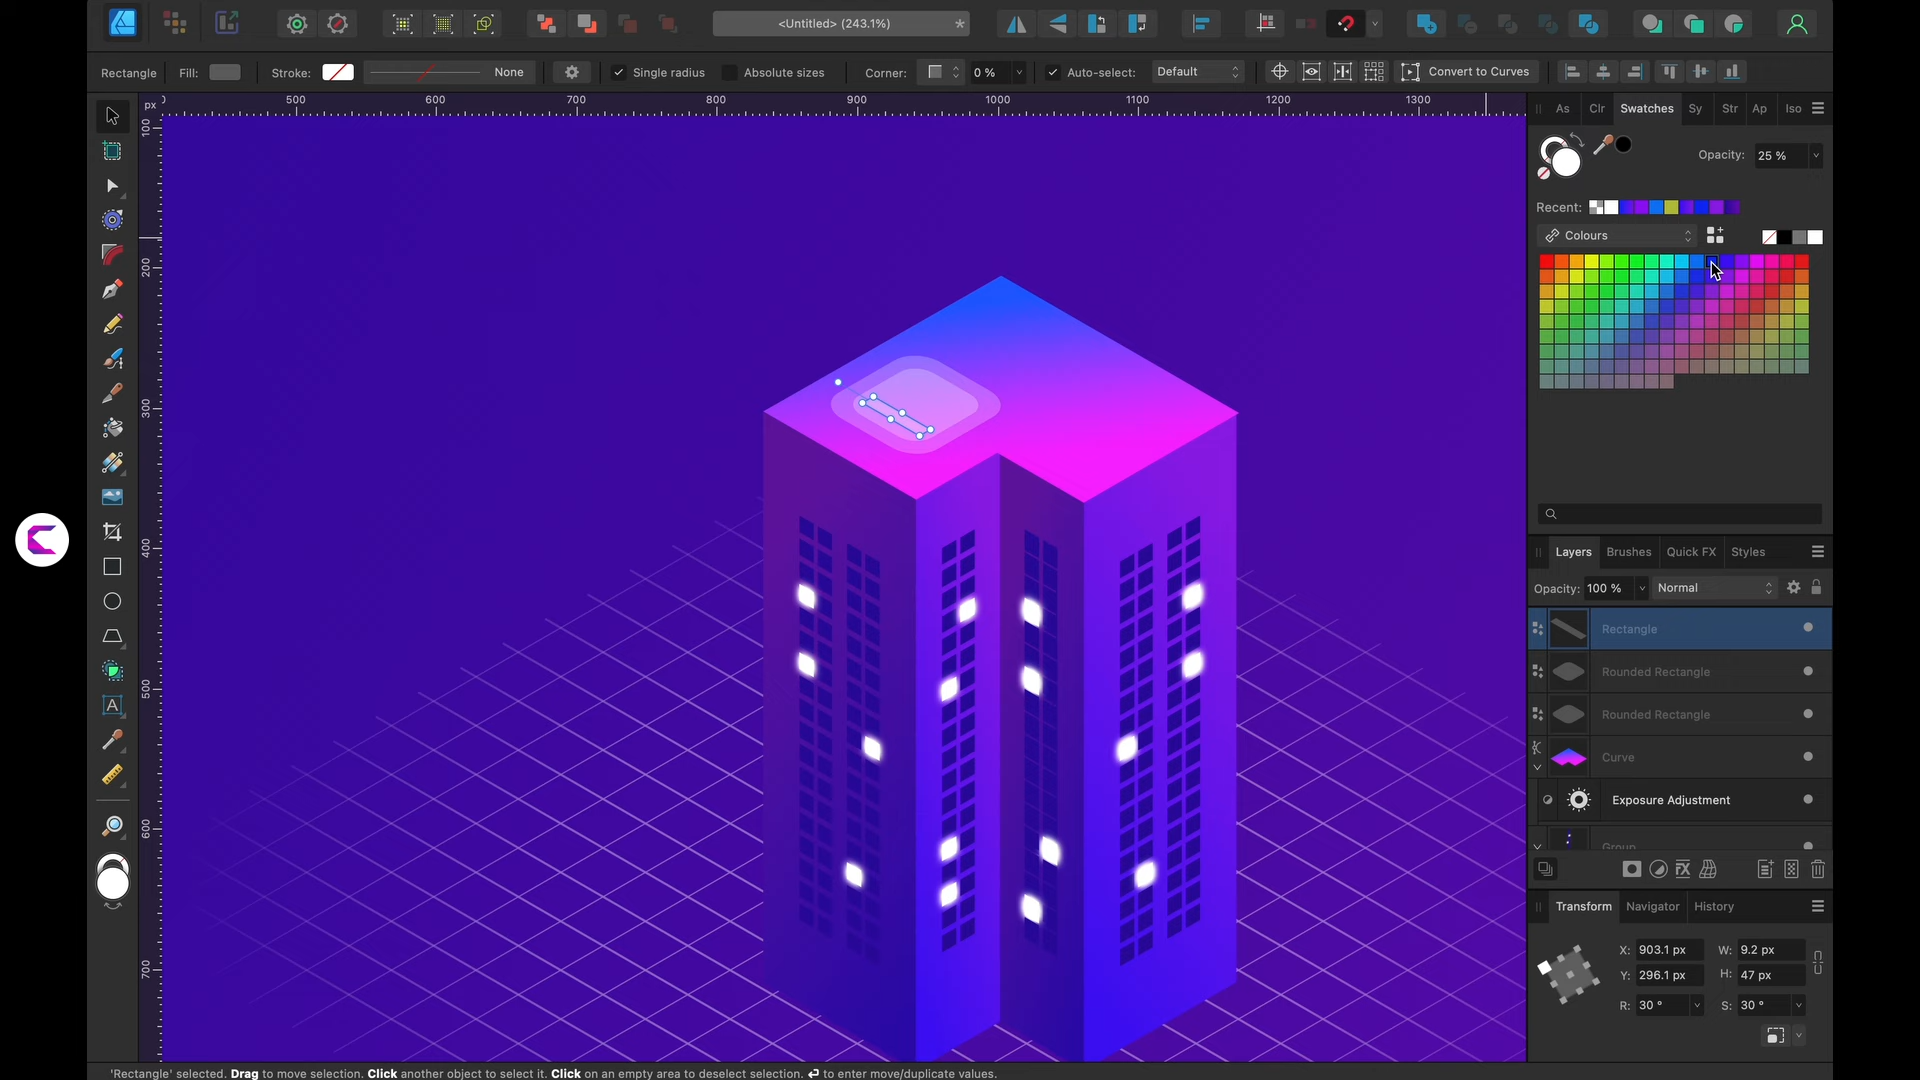 <Untitled> (243.1%)
*
Rectangle Fill: Stroke: None Single radius Absolute sizes Corner: 0 % Auto-select: Default Convert to Curves
px 500 600 700 800 900 1000 1100 1200 1300
100
200
300
400
500
600
700
As Clr Swatches Sy Str Ap Iso
Opacity: 25 %
Recent:
Colours
Layers Brushes Quick FX Styles
Opacity: 100 % Normal
Rectangle
Rounded Rectangle
Rounded Rectangle
Curve
Exposure Adjustment
Group
Transform Navigator History
X: 903.1 px W: 9.2 px
Y: 296.1 px H: 47 px
R: 30 ° S: 30 °
'Rectangle' selected. Drag to move selection. Click another object to select it. Click on an empty area to deselect selection. ↵ to enter move/duplicate values.